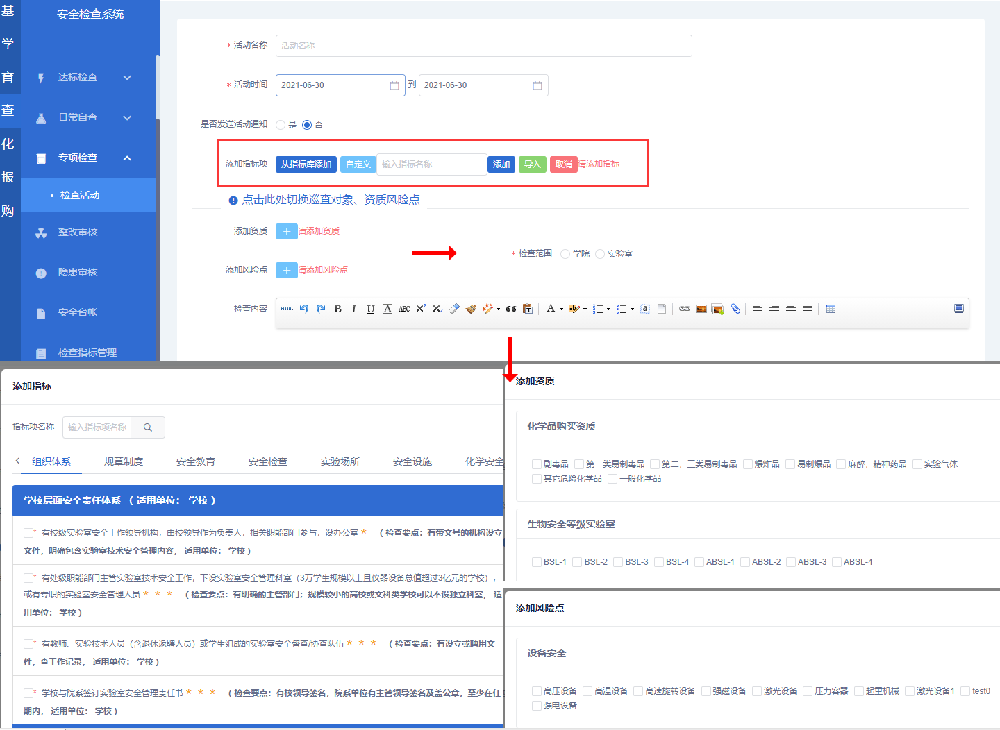 基
学
育
查
化
报
购
安全检查系统
达标检查
日常自查
专项检查
• 检查活动
整改审核
隐患审核
安全台帐
检查指标管理
* 活动名称 活动名称
* 活动时间 2021-06-30 到 2021-06-30
是否发送活动通知 是 否
添加指标项 从指标库添加 自定义 输入指标名称 添加 导入 取消 请添加指标
点击此处切换巡查对象、资质风险点
添加资质 + 请添加资质
* 检查范围 学院 实验室
添加风险点 + 请添加风险点
检查内容 HTML B I U A ABC X² X₂ T A ab a
添加指标
指标项名称 输入指标项名称
组织体系 规章制度 安全教育 安全检查 实验场所 安全设施 化学安全
学校层面安全责任体系 （ 适用单位： 学校 ）
* 有校级实验室安全工作领导机构，由校领导作为负责人，相关职能部门参与，设办公室 * （ 检查要点：有带文号的机构设立
文件，明确包含实验室技术安全管理内容， 适用单位： 学校 ）
* 有处级职能部门主管实验室技术安全工作，下设实验室安全管理科室（3万学生规模以上且仪器设备总值超过3亿元的学校），
或有专职的实验室安全管理人员 * * * （ 检查要点：有明确的主管部门；规模较小的高校或文科类学校可以不设独立科室， 适
用单位： 学校 ）
* 有教师、实验技术人员（含退休返聘人员）或学生组成的实验室安全督查/协查队伍 * * * （ 检查要点：有设立或聘用文
件，查工作记录， 适用单位： 学校 ）
* 学校与院系签订实验室安全管理责任书 * * * （ 检查要点：有校领导签名，院系单位有主管领导签名及盖公章，至少在任
期内， 适用单位： 学校 ）
添加资质
化学品购买资质
剧毒品 第一类易制毒品 第二，三类易制毒品 爆炸品 易制爆品 麻醉，精神药品 实验气体
其它危险化学品 一般化学品
生物安全等级实验室
BSL-1 BSL-2 BSL-3 BSL-4 ABSL-1 ABSL-2 ABSL-3 ABSL-4
添加风险点
设备安全
高压设备 高温设备 高速旋转设备 强磁设备 激光设备 压力容器 起重机械 激光设备1 test0
强电设备